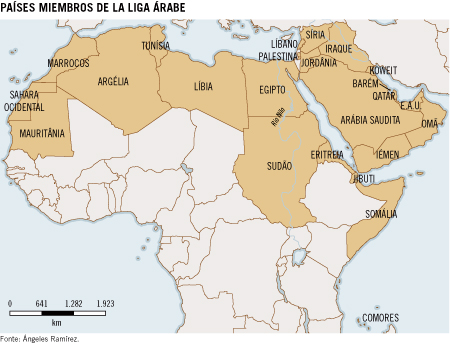 PAÍSES MIEMBROS DE LA LIGA ÁRABE
TUNÍSIA
MARROCOS
ARGÉLIA
LÍBIA
EGIPTO
SAHARA
OCIDENTAL
MAURITÂNIA
LÍBANO
PALESTINA
SÍRIA
IRAQUE
JORDÂNIA
KOWEIT
BARÉM
QATAR
E.A.U.
ARÁBIA SAUDITA
OMÃ
IÉMEN
Rio Nilo
SUDÃO
ERITREIA
JIBUTI
SOMÁLIA
COMORES
0 641 1.282 1.923
km
Fonte: Ángeles Ramírez.